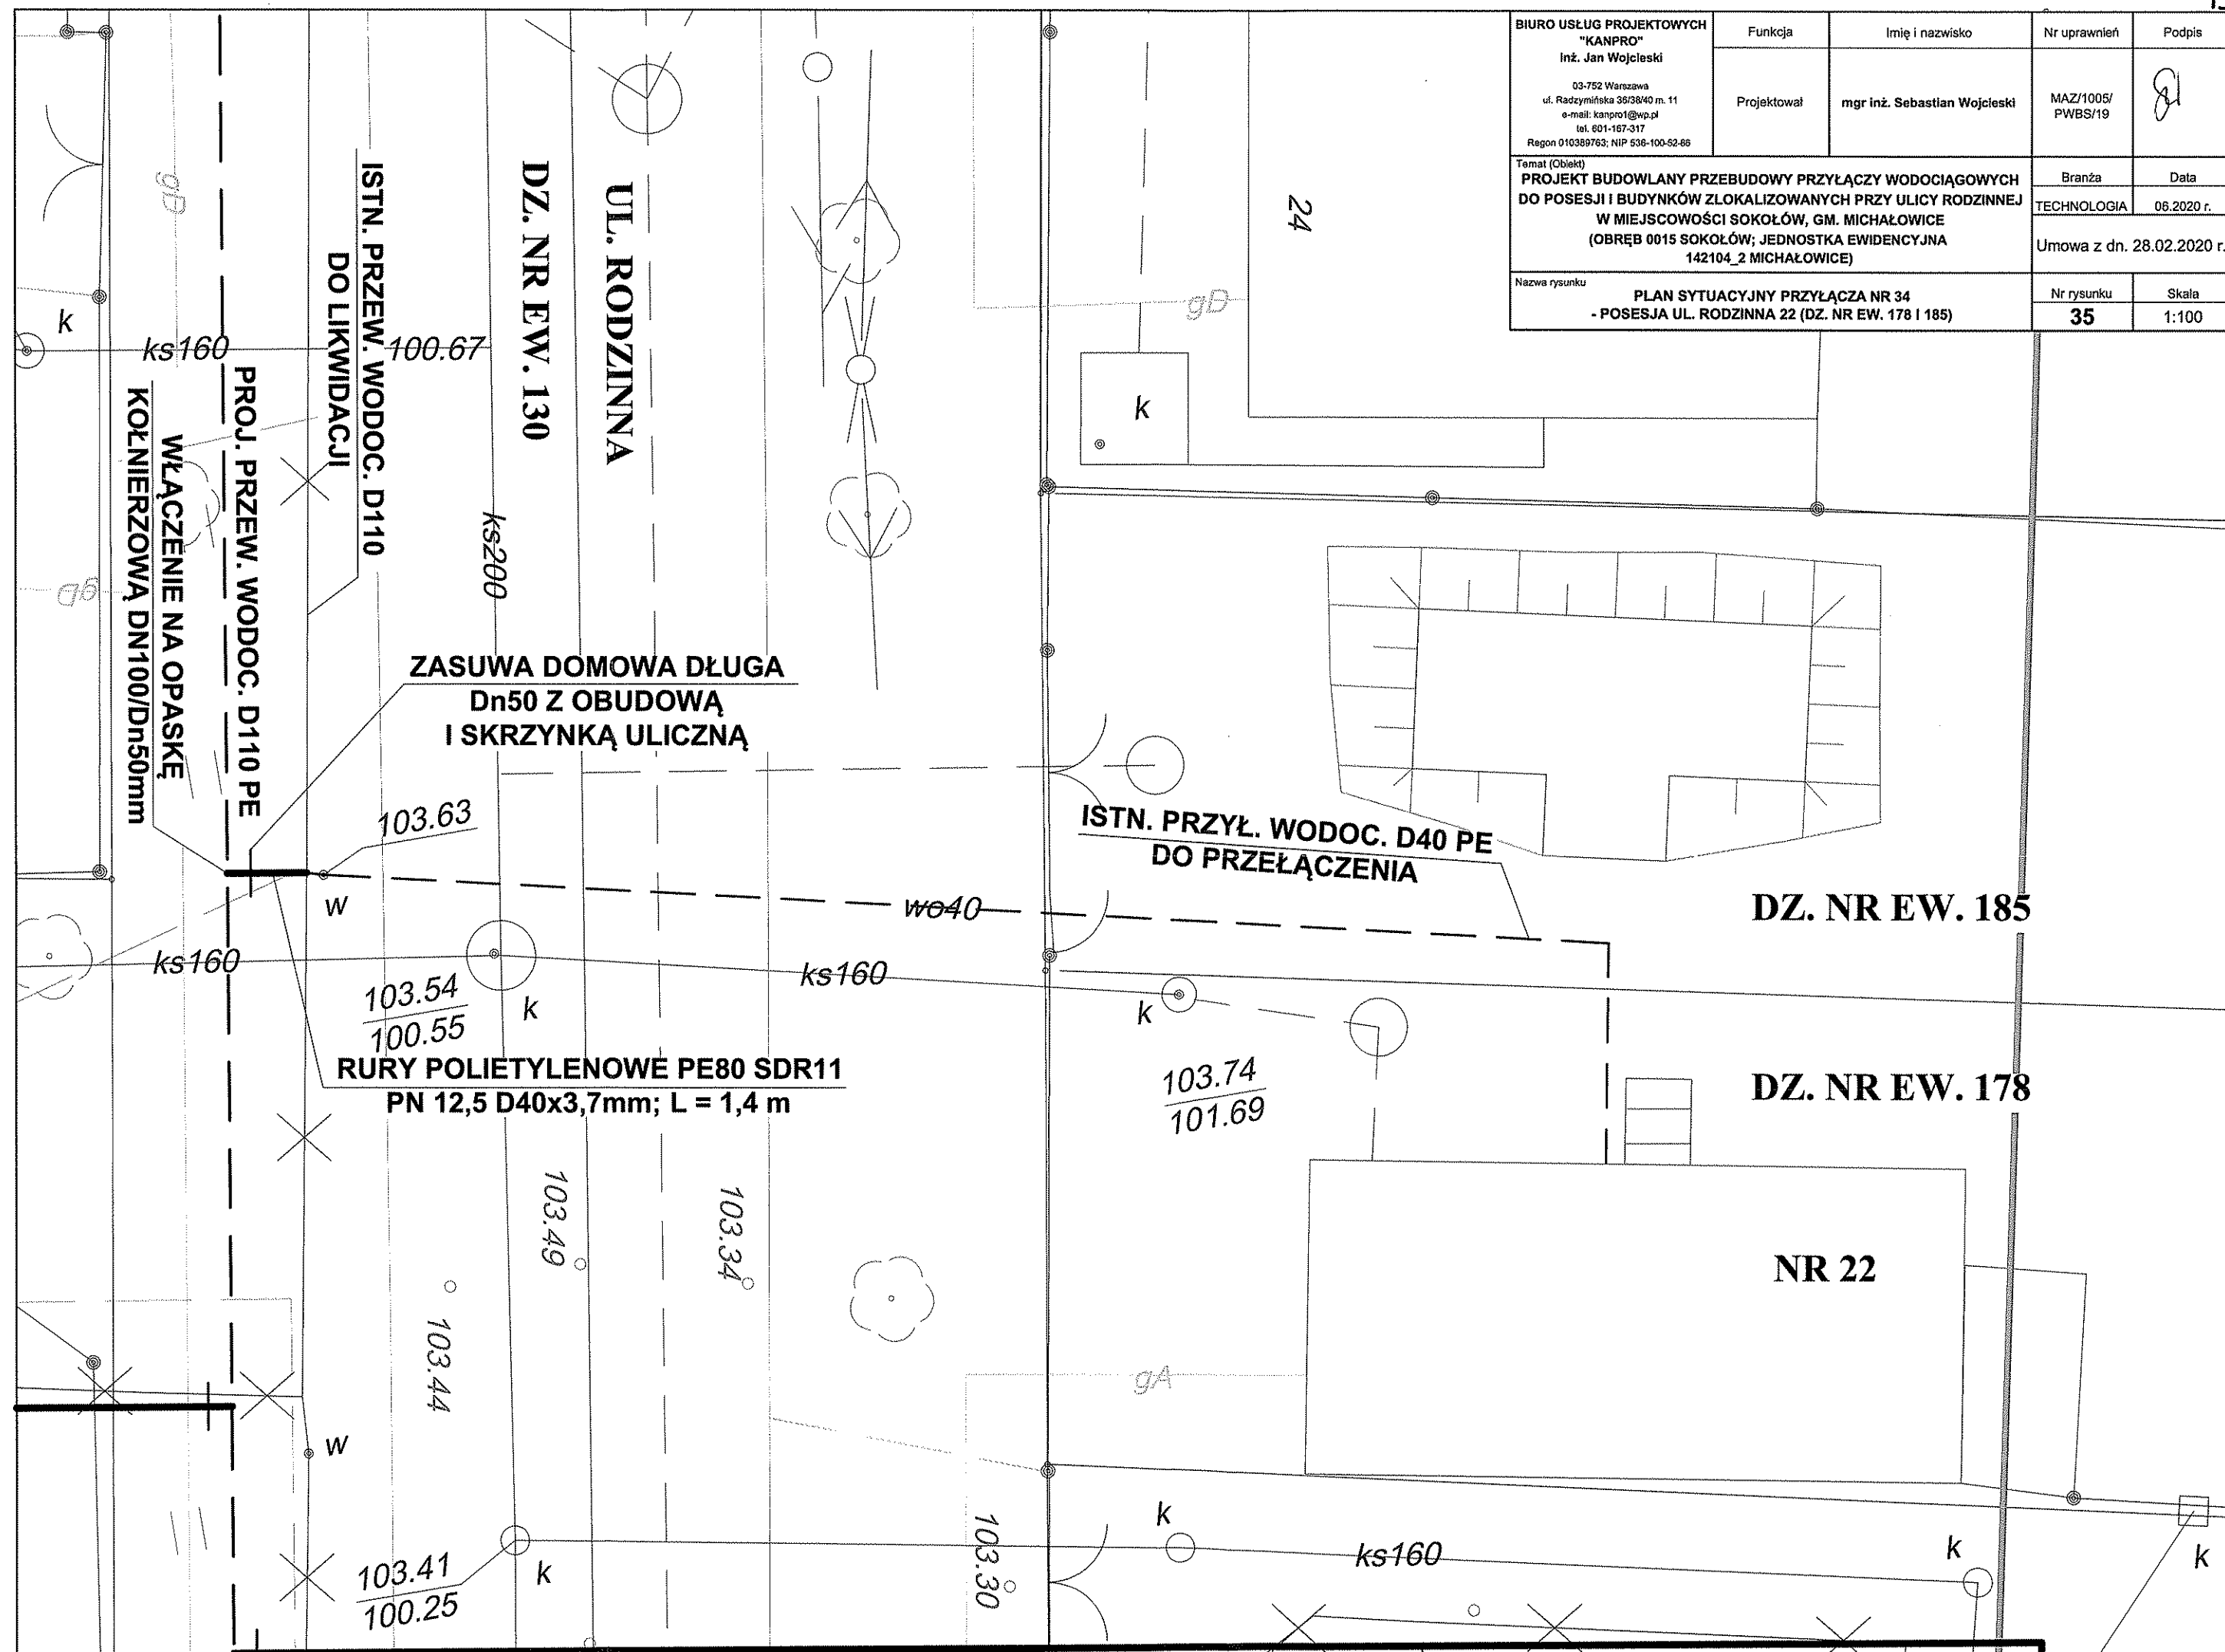 BIURO USŁUG PROJEKTOWYCH
"KANPRO"
Inż. Jan Wojcieski
03-752 Warszawa
ul. Radzymińska 36/38/40 m. 11
e-mail: kanpro1@wp.pl
tel. 601-167-317
Regon 010389763; NIP 536-100-52-86
Funkcja
Imię i nazwisko
Nr uprawnień
Podpis
Projektował
mgr inż. Sebastian Wojcieski
MAZ/1005/
PWBS/19
Temat (Obiekt)
PROJEKT BUDOWLANY PRZEBUDOWY PRZYŁĄCZY WODOCIĄGOWYCH
DO POSESJI I BUDYNKÓW ZLOKALIZOWANYCH PRZY ULICY RODZINNEJ
W MIEJSCOWOŚCI SOKOŁÓW, GM. MICHAŁOWICE
(OBRĘB 0015 SOKOŁÓW; JEDNOSTKA EWIDENCYJNA
142104_2 MICHAŁOWICE)
Branża
Data
TECHNOLOGIA
06.2020 r.
Umowa z dn. 28.02.2020 r.
Nazwa rysunku
PLAN SYTUACYJNY PRZYŁĄCZA NR 34
- POSESJA UL. RODZINNA 22 (DZ. NR EW. 178 I 185)
Nr rysunku
Skala
35
1:100
gD
ISTN. PRZEW. WODOC. D110
DO LIKWIDACJI
DZ. NR EW. 130
UL. RODZINNA
24
gD
k
ks160
100.67
k
PROJ. PRZEW. WODOC. D110 PE
WŁĄCZENIE NA OPASKĘ
KOŁNIERZOWĄ DN100/Dn50mm
ks200
gD
ZASUWA DOMOWA DŁUGA
Dn50 Z OBUDOWĄ
I SKRZYNKĄ ULICZNĄ
103.63
ISTN. PRZYŁ. WODOC. D40 PE
DO PRZEŁĄCZENIA
w
wo40
DZ. NR EW. 185
ks160
ks160
103.54
100.55
k
k
RURY POLIETYLENOWE PE80 SDR11
PN 12,5 D40x3,7mm; L = 1,4 m
103.74
101.69
DZ. NR EW. 178
103.49
103.34
NR 22
103.44
gA
w
103.41
100.25
k
103.30
k
ks160
k
k